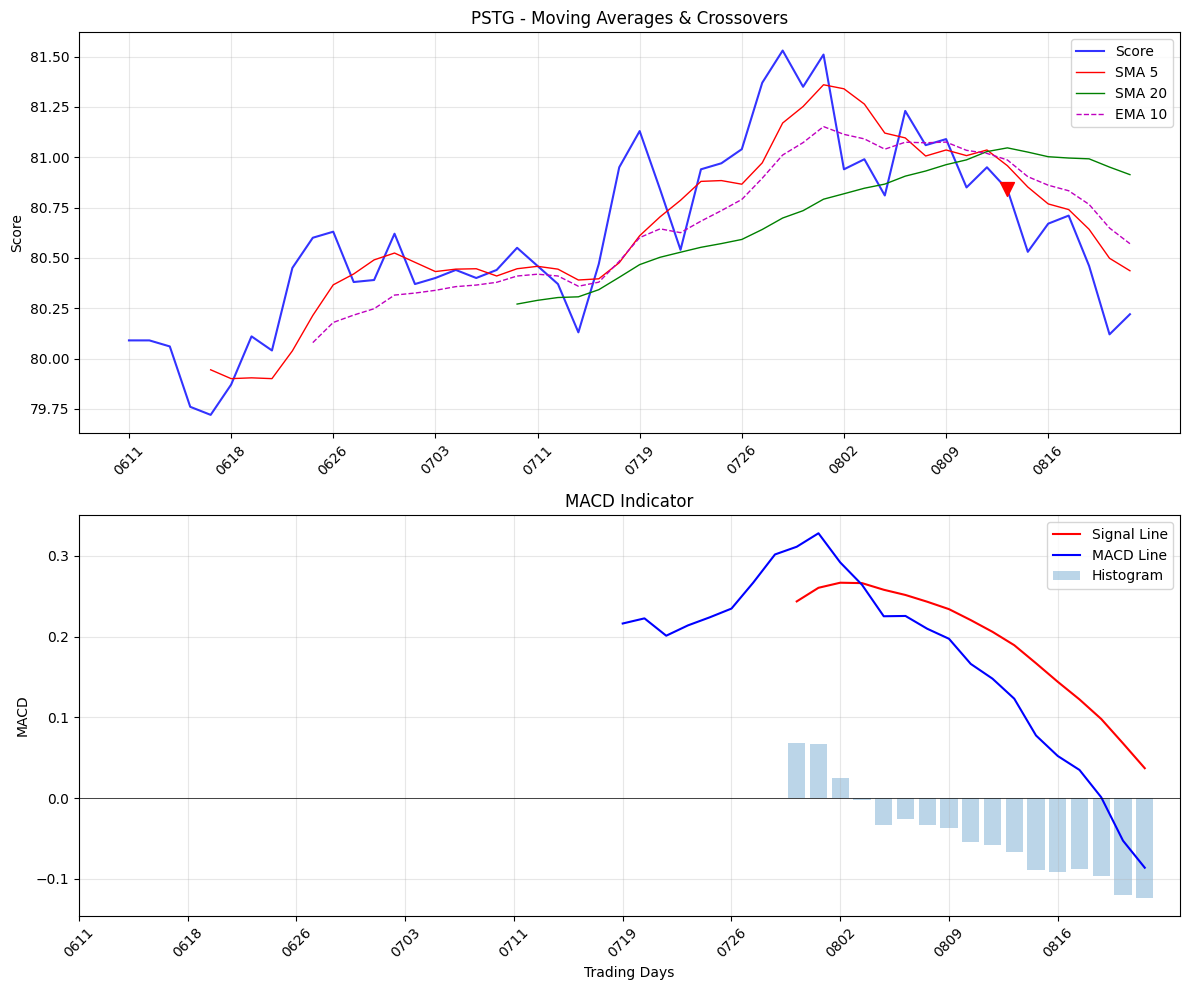 PSTG - Moving Averages & Crossovers
Score
81.50
81.25
81.00
80.75
80.50
80.25
80.00
79.75
Score
SMA 5
SMA 20
EMA 10
0611
0618
0626
0703
0711
0719
0726
0802
0809
0816
MACD Indicator
MACD
0.3
0.2
0.1
0.0
−0.1
Signal Line
MACD Line
Histogram
0611
0618
0626
0703
0711
0719
0726
0802
0809
0816
Trading Days